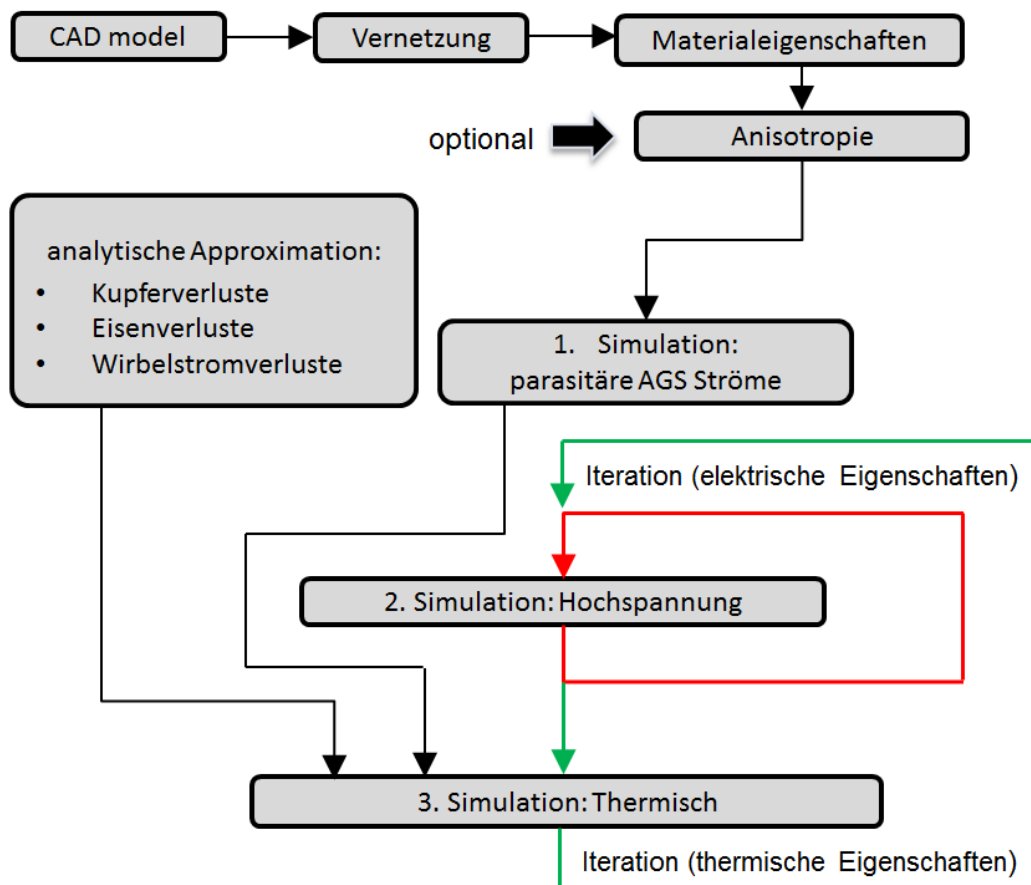 CAD model
Vernetzung
Materialeigenschaften
optional
Anisotropie
analytische Approximation:
• Kupferverluste
• Eisenverluste
• Wirbelstromverluste
1. Simulation:
parasitäre AGS Ströme
Iteration (elektrische Eigenschaften)
2. Simulation: Hochspannung
3. Simulation: Thermisch
Iteration (thermische Eigenschaften)